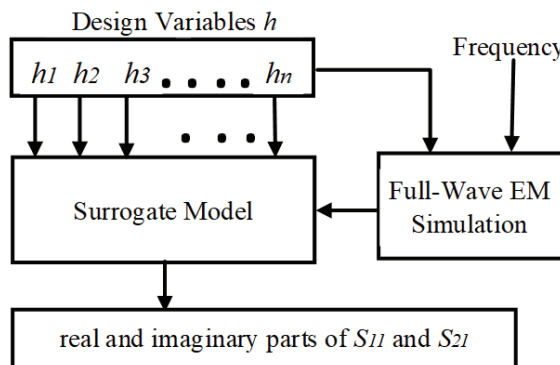 Design Variables h
Frequency
h1 h2 h3 . . . . hn
. . .
Surrogate Model
Full-Wave EM
Simulation
real and imaginary parts of S11 and S21